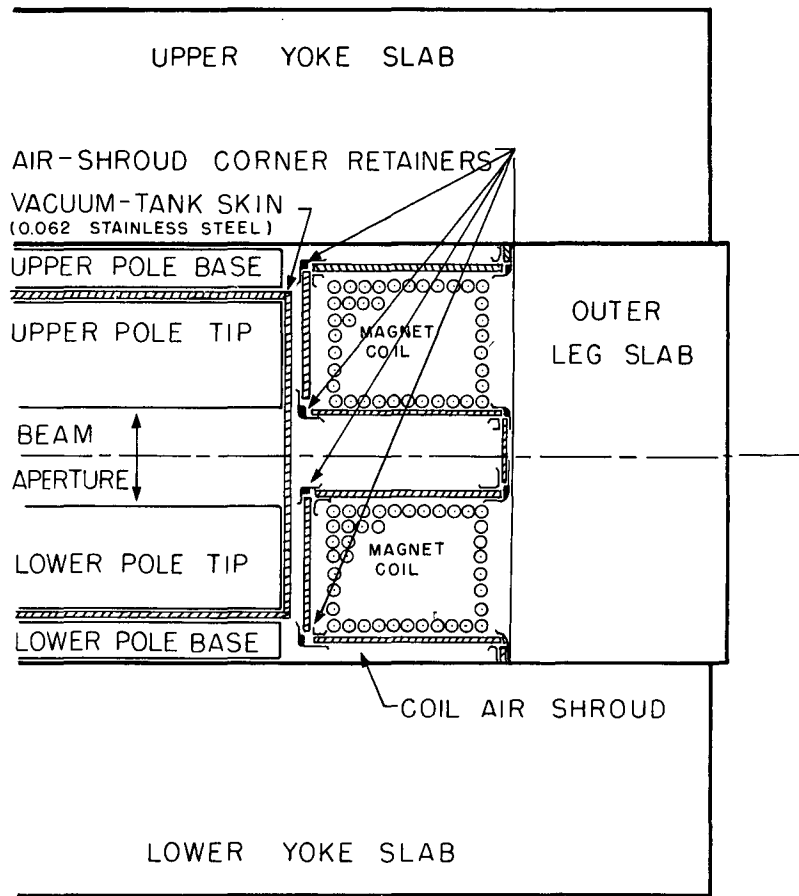 UPPER YOKE SLAB
AIR-SHROUD CORNER RETAINERS
VACUUM-TANK SKIN
(0.062 STAINLESS STEEL)
UPPER POLE BASE
UPPER POLE TIP
MAGNET
COIL
OUTER
LEG SLAB
BEAM
APERTURE
LOWER POLE TIP
MAGNET
COIL
LOWER POLE BASE
COIL AIR SHROUD
LOWER YOKE SLAB